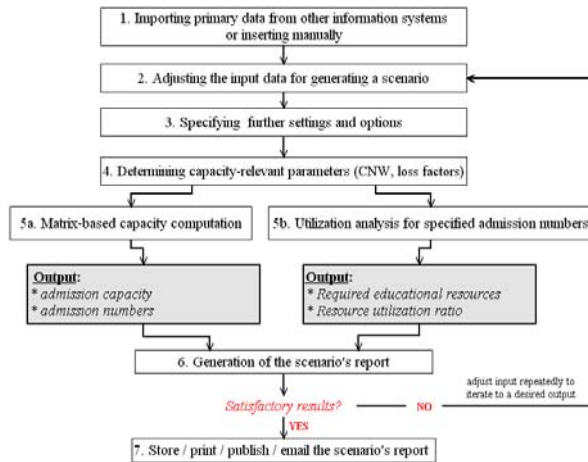 1. Importing primary data from other information systems
or inserting manually
2. Adjusting the input data for generating a scenario
3. Specifying further settings and options
4. Determining capacity-relevant parameters (CNW, loss factors)
5a. Matrix-based capacity computation
5b. Utilization analysis for specified admission numbers
Output:
* admission capacity
* admission numbers
Output:
* Required educational resources
* Resource utilization ratio
6. Generation of the scenario's report
adjust input repeatedly to
iterate to a desired output
Satisfactory results?
NO
YES
7. Store / print / publish / email the scenario's report